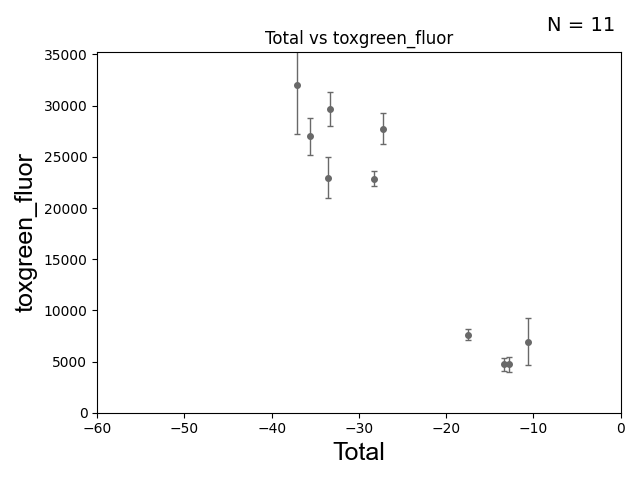 N = 11
Total vs toxgreen_fluor
35000
30000
25000
20000
15000
10000
5000
0
toxgreen_fluor
−60 −50 −40 −30 −20 −10 0
Total